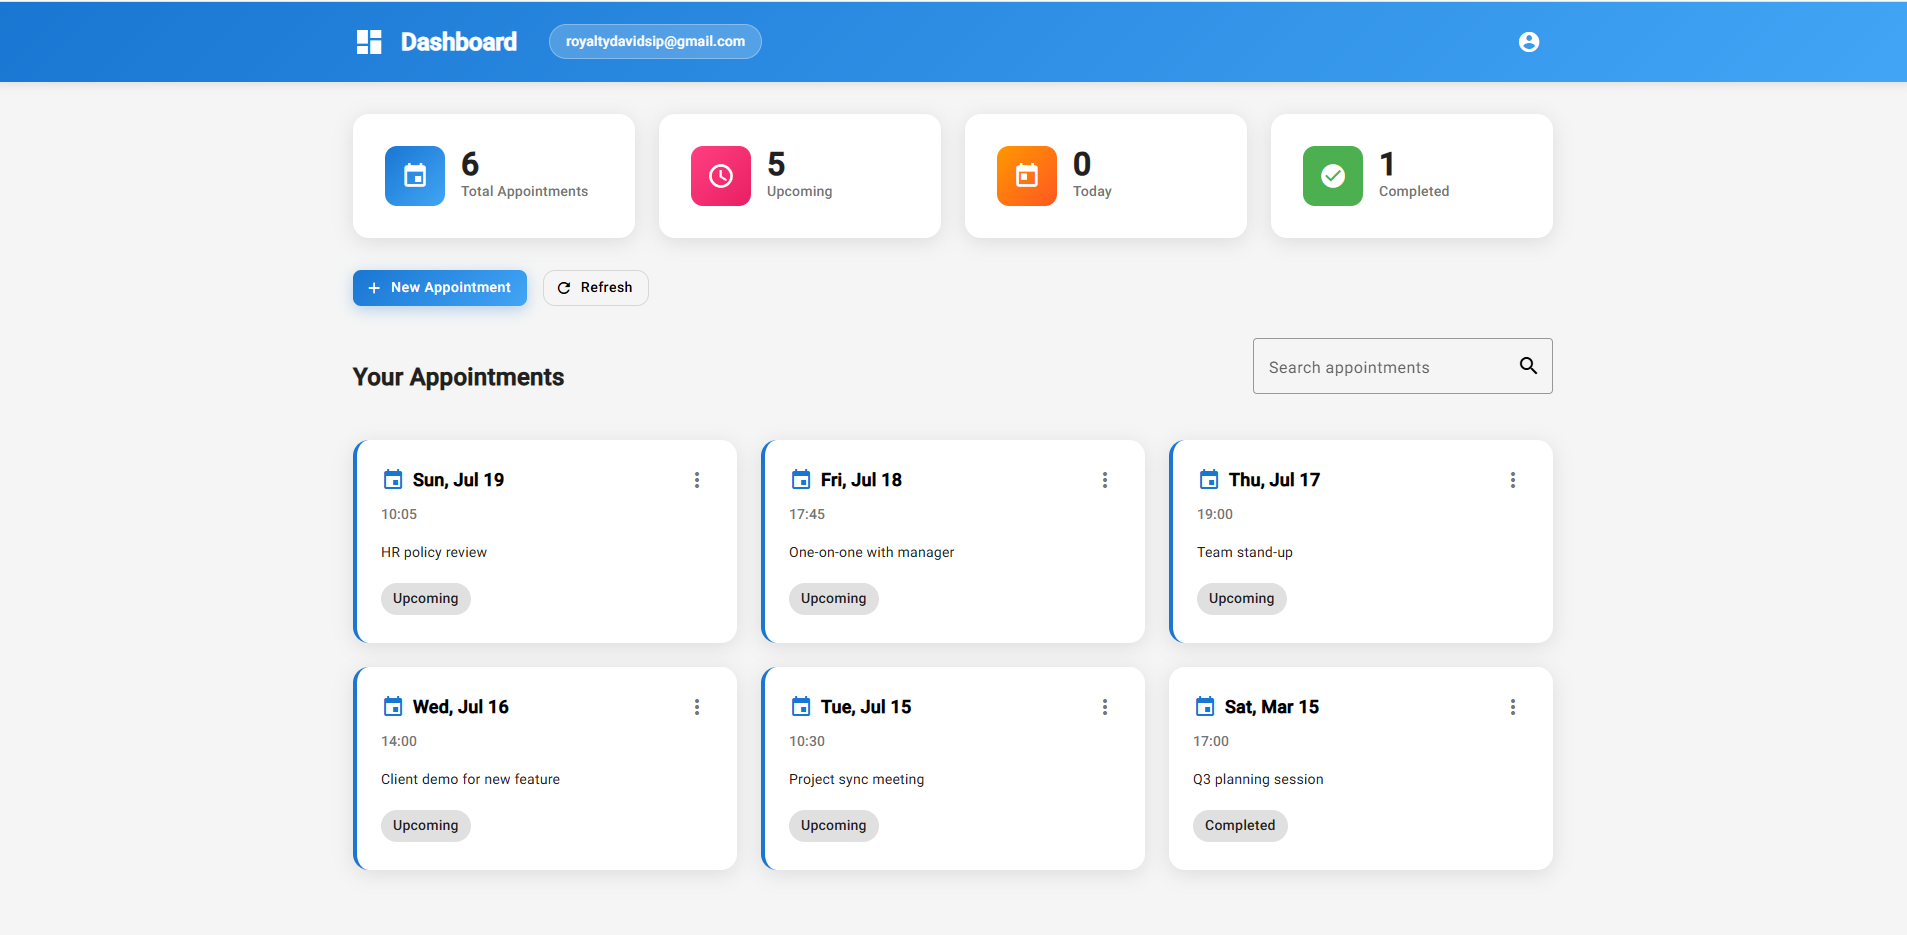 Dashboard
royaltydavidsip@gmail.com
6
Total Appointments
5
Upcoming
0
Today
1
Completed
New Appointment
Refresh
Your Appointments
Search appointments
Sun, Jul 19
10:05
HR policy review
Upcoming
Fri, Jul 18
17:45
One-on-one with manager
Upcoming
Thu, Jul 17
19:00
Team stand-up
Upcoming
Wed, Jul 16
14:00
Client demo for new feature
Upcoming
Tue, Jul 15
10:30
Project sync meeting
Upcoming
Sat, Mar 15
17:00
Q3 planning session
Completed